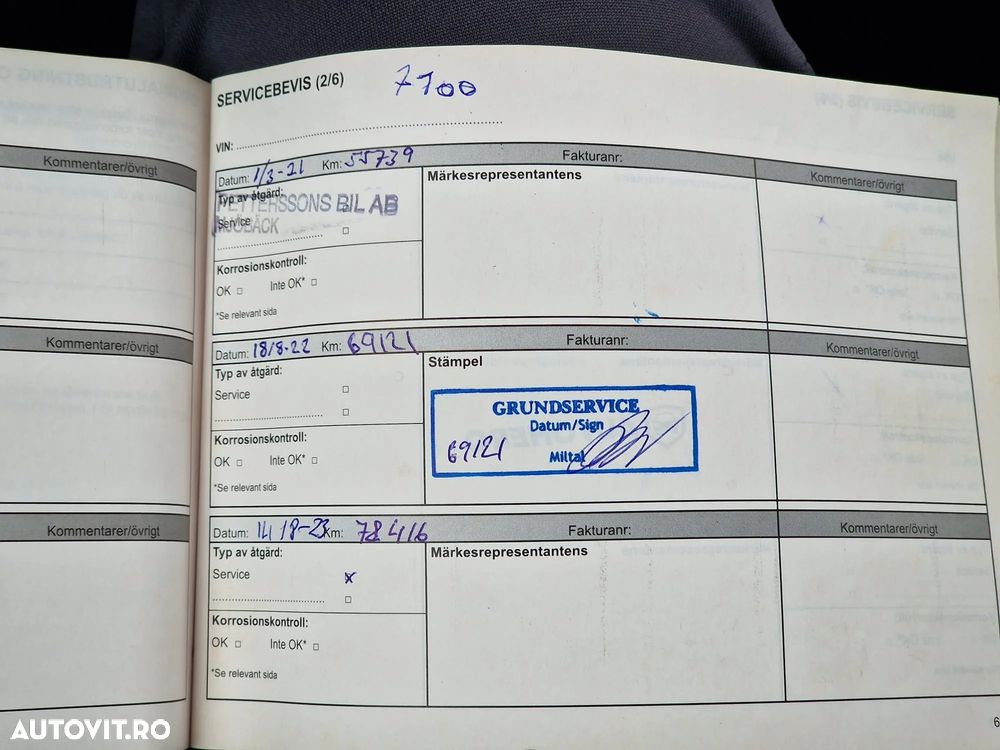 SERVICEBEVIS (2/6) 7700
VIN:
Datum: 1/3-21 Km: 55739 Fakturanr: Kommentarer/övrigt
Typ av åtgärd: Märkesrepresentantens
PETTERSSONS BIL AB
Service
MJÖBÄCK
Korrosionskontroll:
OK Inte OK*
*Se relevant sida
Kommentarer/övrigt
Datum: 18/8-22 Km: 69121 Fakturanr: Kommentarer/övrigt
Typ av åtgärd: Stämpel
Service
GRUNDSERVICE
Datum/Sign
69121 Miltal
Korrosionskontroll:
OK Inte OK*
*Se relevant sida
Kommentarer/övrigt
Datum: 14/8-23 Km: 78416 Fakturanr: Kommentarer/övrigt
Typ av åtgärd: Märkesrepresentantens
Service x
Korrosionskontroll:
OK Inte OK*
*Se relevant sida
Kommentarer/övrigt
6
AUTOVIT.RO